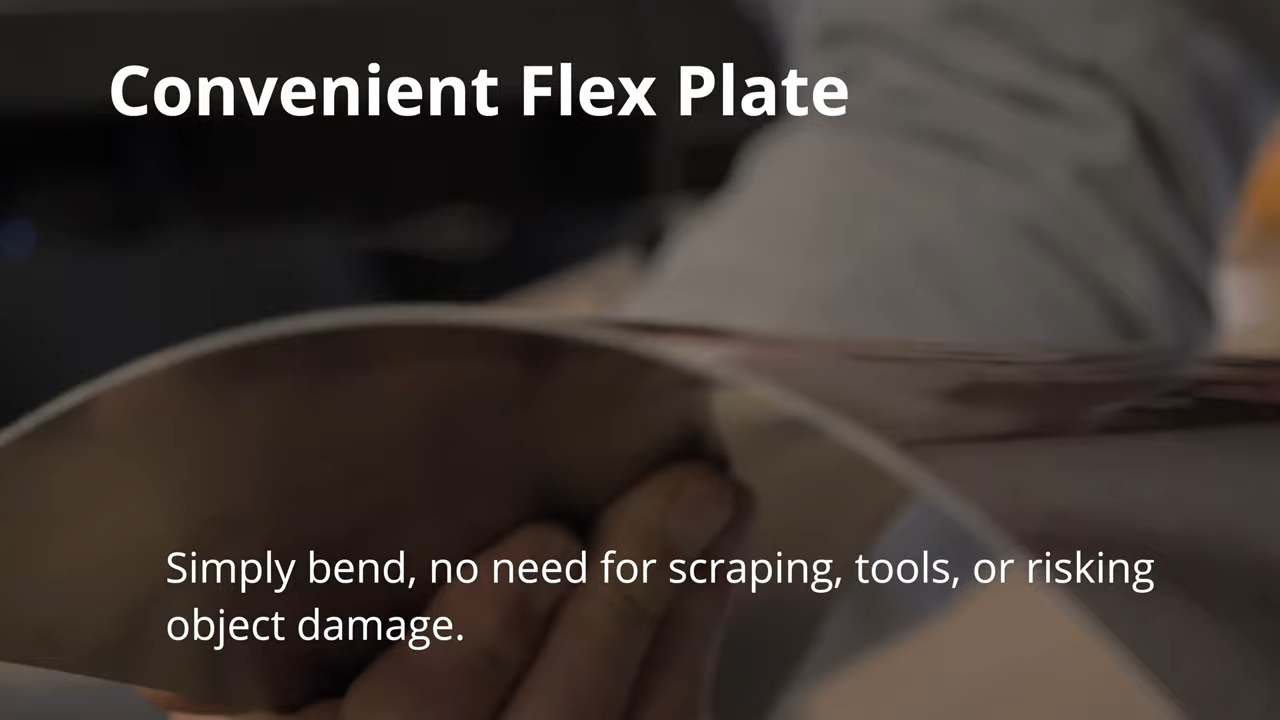 Convenient Flex Plate
Simply bend, no need for scraping, tools, or risking
object damage.